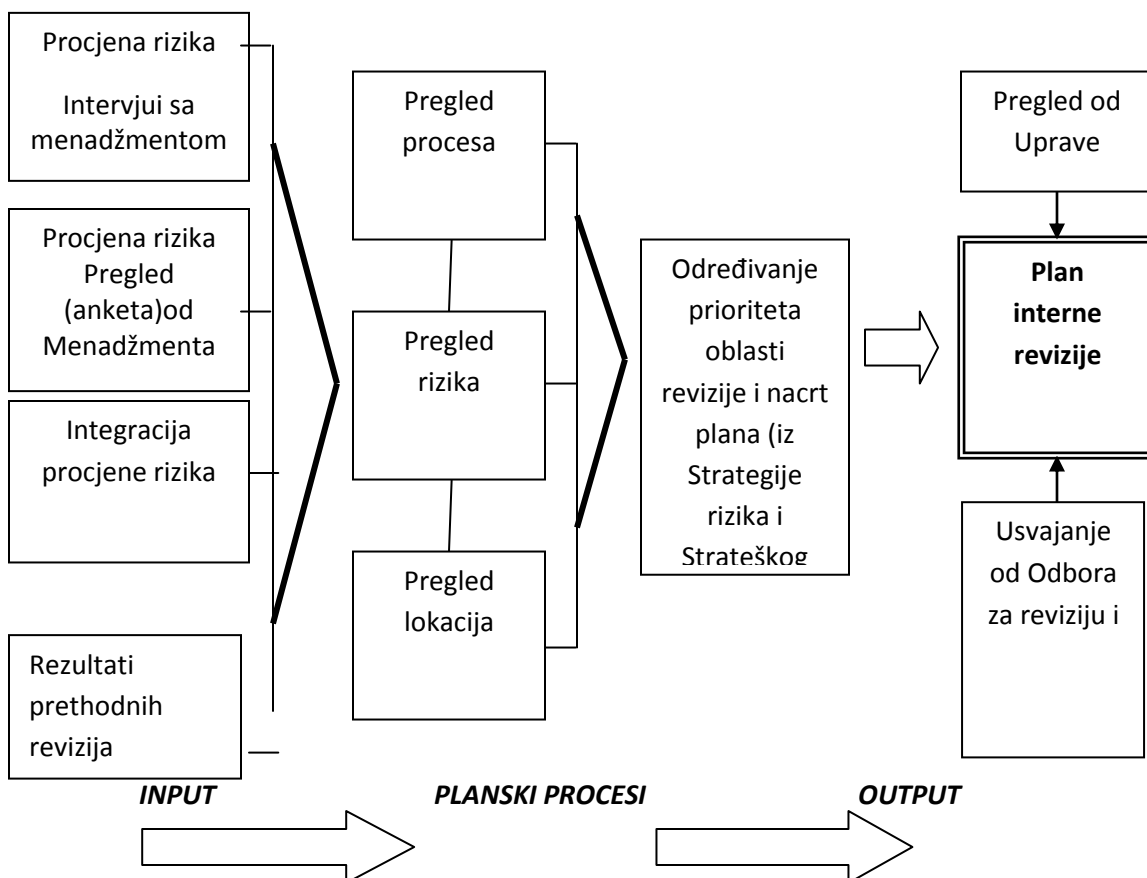 Procjena rizika
Intervjui sa
menadžmentom
Procjena rizika
Pregled
(anketa)od
Menadžmenta
Integracija
procjene rizika
Rezultati
prethodnih
revizija
Pregled
procesa
Pregled
rizika
Pregled
lokacija
Određivanje
prioriteta
oblasti
revizije i nacrt
plana (iz
Strategije
rizika i
Strateškog
Pregled od
Uprave
Plan
interne
revizije
Usvajanje
od Odbora
za reviziju i
INPUT
PLANSKI PROCESI
OUTPUT